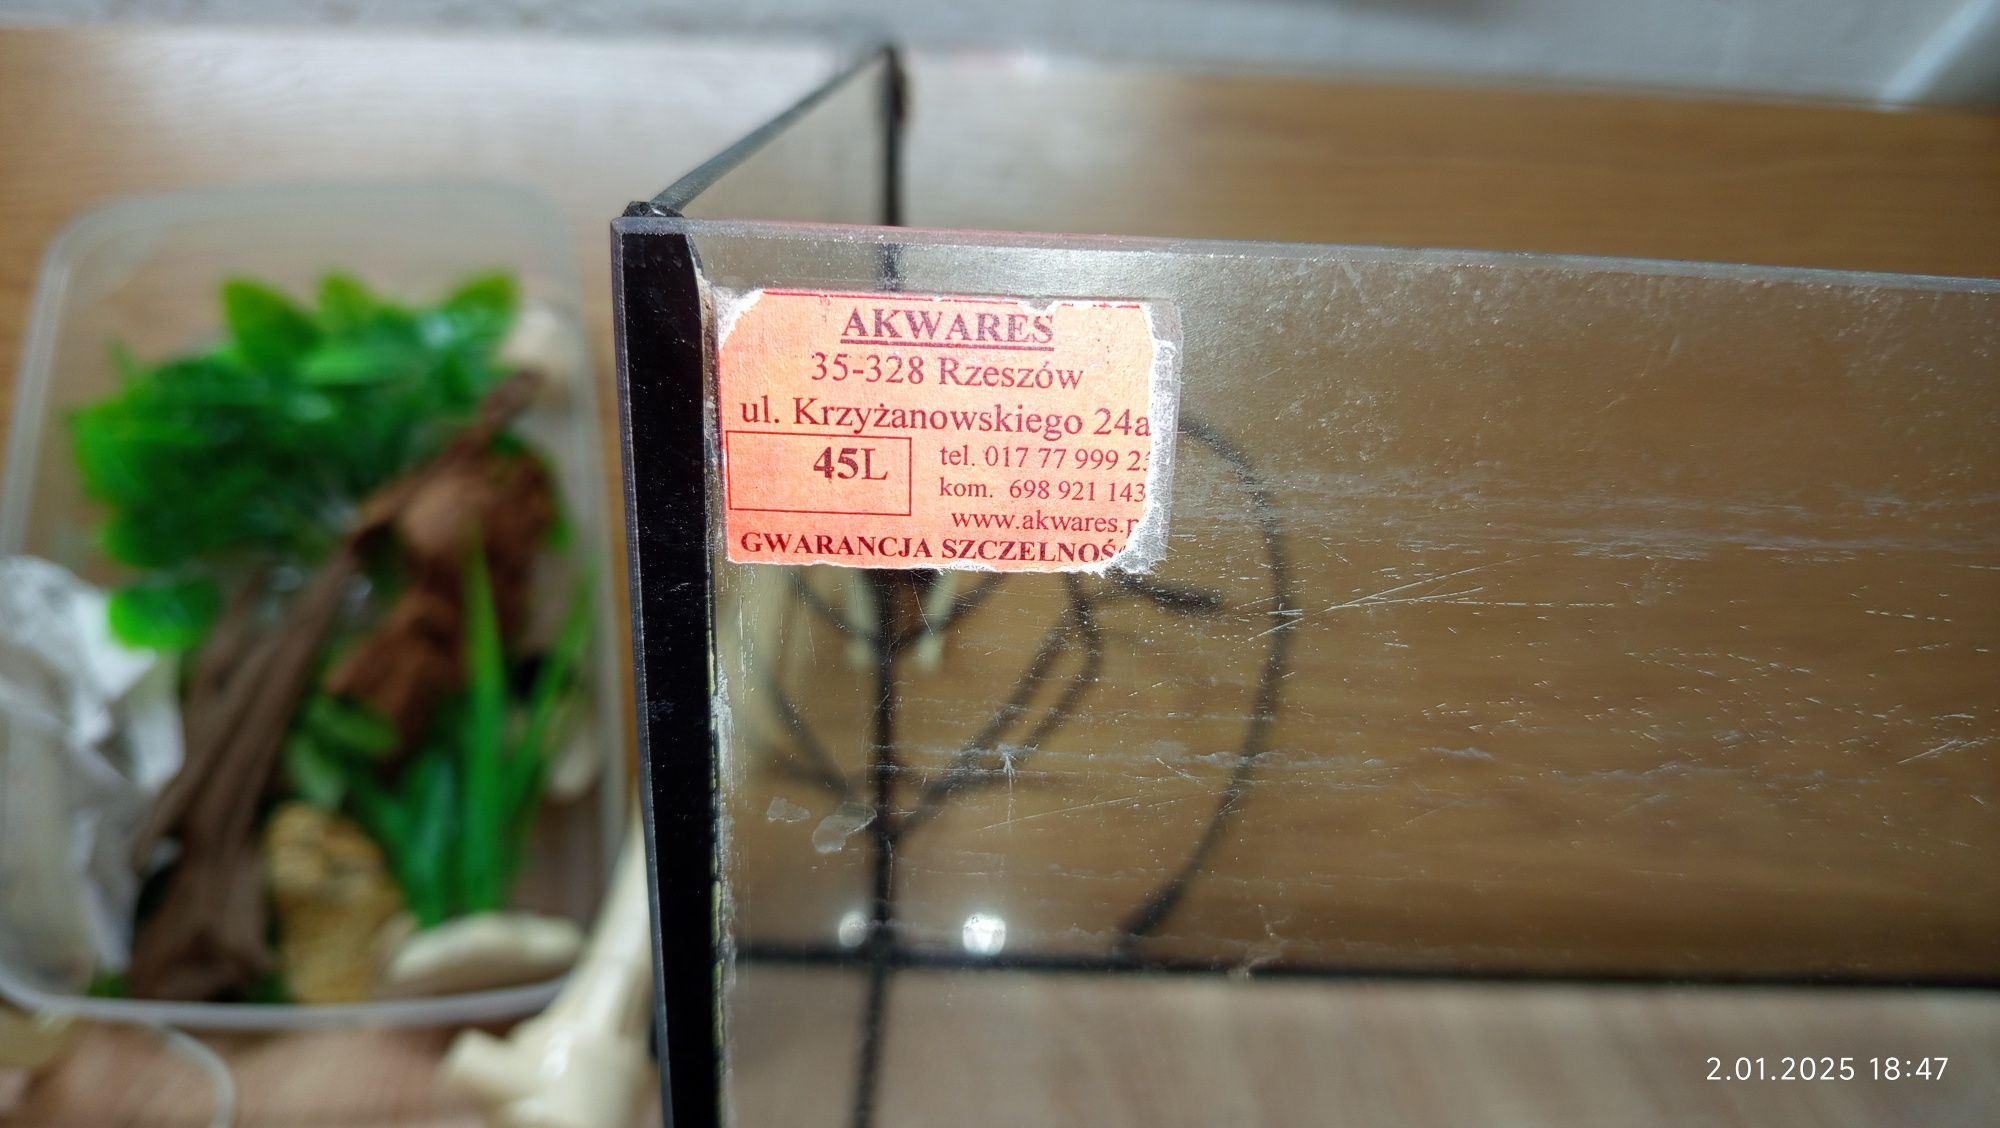 AKWARES
35-328 Rzeszów
ul. Krzyżanowskiego 24a
45L
tel. 017 77 999 2
kom. 698 921 143
www.akwares.p
GWARANCJA SZCZELNOŚ
2.01.2025 18:47